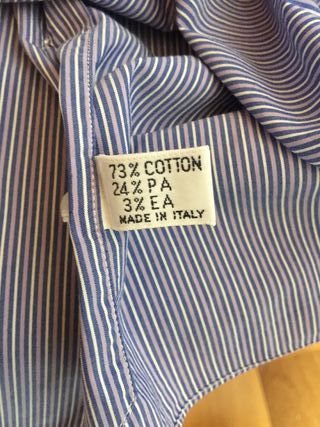 73% COTTON
24% PA
3% EA
MADE IN ITALY